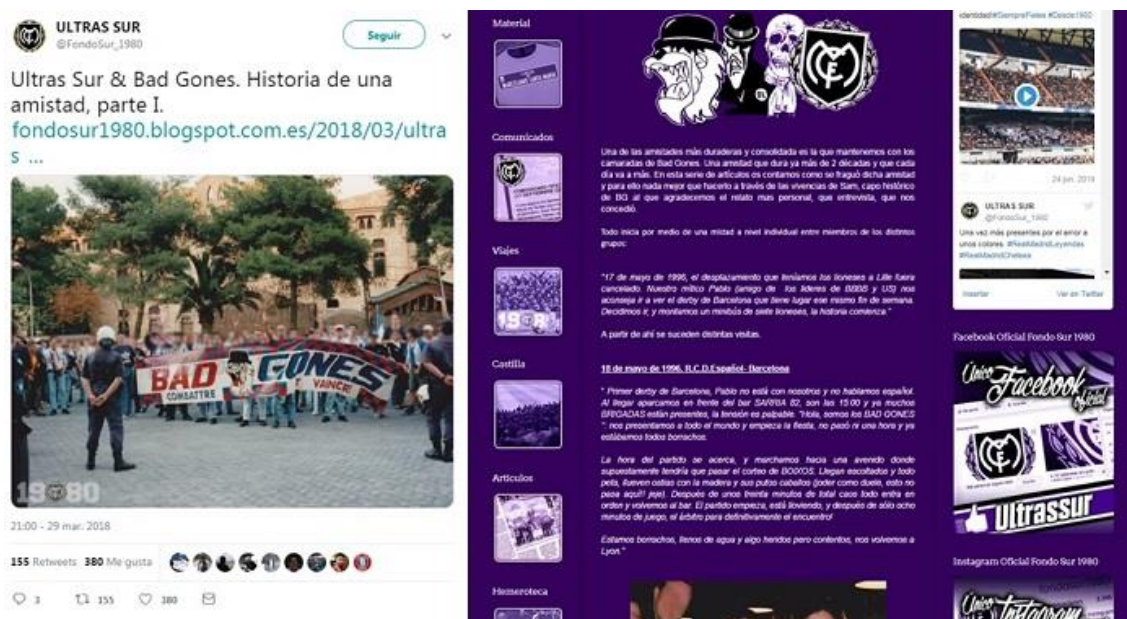 ULTRAS SUR
@FondoSur_1980
Seguir
Ultras Sur & Bad Gones. Historia de una
amistad, parte I.
fondosur1980.blogspot.com.es/2018/03/ultra
s ...
BAD GONES
COMBATTRE
VAINCRE
1980
21:00 - 29 mar. 2018
155 Retweets 380 Me gusta
3 155 380
Material
Comunicados
Viajes
Castilla
Artículos
Hemeroteca
Una de las amistades más duraderas y consolidada es la que mantenemos con los
camaradas de Bad Gones. Una amistad que dura ya más de 2 décadas y que cada
día va a más. En esta serie de artículos es contamos como se fraguó dicha amistad
y para ello nada mejor que hacerlo a través de las vivencias de Sam, capo histórico
de BG al que agradecemos el relato mas personal, que entrevista, que nos
concedió.
Todo inicia por medio de una mistad a nivel individual entre miembros de los distintos
grupos:
"17 de mayo de 1996, el desplazamiento que teníamos los lioneses a Lille fuera
cancelado. Nuestro mítico Pablo (amigo de los líderes de BBBB y US) nos
aconseja ir a ver el derby de Barcelona que tiene lugar ese mismo fin de semana.
Decidimos ir, y montamos un minibús de siete lioneses, la historia comienza."
A partir de ahí se suceden distintas visitas.
18 de mayo de 1996. R.C.D.Español- Barcelona
" Primer derby de Barcelona, Pablo no está con nosotros y no hablamos español.
Al llegar aparcamos en frente del bar SARRIA 82, son las 15:00 y ya muchos
BRIGADAS están presentes, la tensión es palpable. "Hola, somos los BAD GONES
": nos presentamos a todo el mundo y empieza la fiesta, no pasó ni una hora y ya
estábamos todos borrachos.
La hora del partido se acerca, y marchamos hacia una avenido donde
supuestamente tendría que pasar el corteo de BOIXOS. Llegan escoltados y todo
peta, llueven ostias con la madera y sus putos caballos (joder como duele, esto no
pasa aquí!! jeje). Después de unos treinta minutos de total caos todo entra en
orden y volvemos al bar. El partido empieza, está lloviendo, y después de sólo ocho
minutos de juego, el árbitro para definitivamente el encuentro!
Estamos borrachos, llenos de agua y algo heridos pero contentos, nos volvemos a
Lyon."
identidad#SiempreFieles #Desde1980
24 jun. 2018
ULTRAS SUR
@FondoSur_1980
Una vez más presentes por el error a
unos colores. #RealMadridLeyendas
#RealMadridChelsea
Insertar Ver en Twitter
Facebook Oficial Fondo Sur 1980
Único
Facebook
oficial
Ultrassur
Instagram Oficial Fondo Sur 1980
Único
Instagram